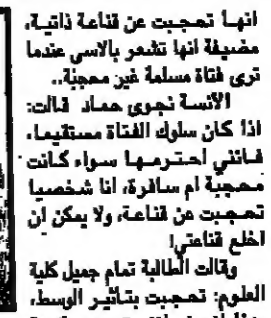 انها تحجبت عن قناعة ذاتية،
مضيفة انها تشعر بالاسى عندما
ترى فتاة مسلمة غير محجبة..
الآنسة نجوى حماد قالت:
اذا كان سلوك الفتاة مستقيما،
فانني احترمها سواء كانت
محجبة ام سافرة، انا شخصيا
تحجبت عن قناعة، ولا يمكن ان
اخلع قناعتي!
وقالت الطالبة تمام جميل كلية
العلوم: تحجبت بتأثير الوسط،